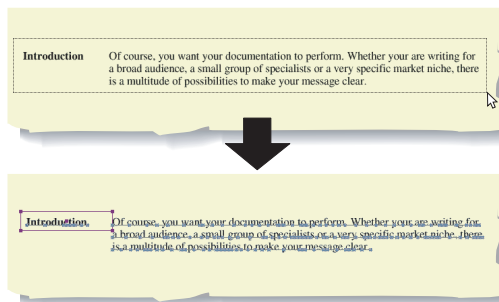 Introduction Of course, you want your documentation to perform. Whether your are writing for
a broad audience, a small group of specialists or a very specific market niche, there
is a multitude of possibilities to make your message clear.
Introduction Of course, you want your documentation to perform. Whether your are writing for
a broad audience, a small group of specialists or a very specific market niche, there
is a multitude of possibilities to make your message clear.